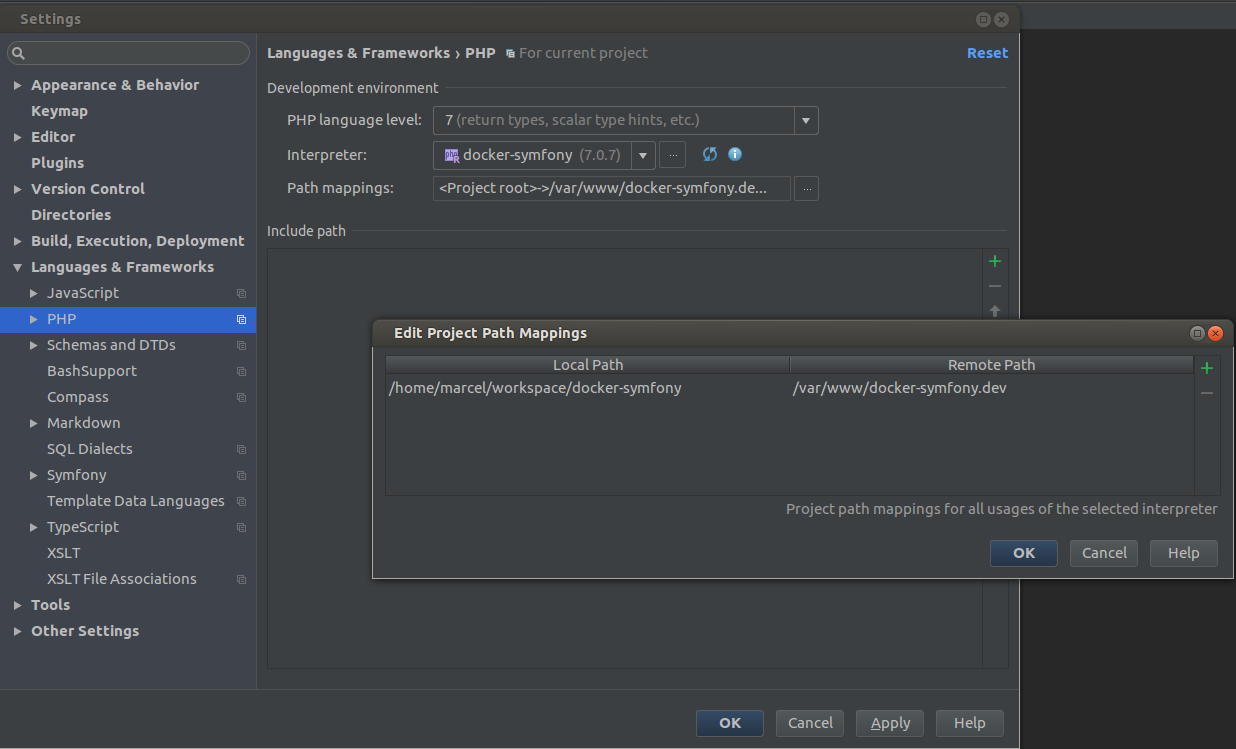 Settings
Appearance & Behavior
Keymap
Editor
Plugins
Version Control
Directories
Build, Execution, Deployment
Languages & Frameworks
JavaScript
PHP
Schemas and DTDs
BashSupport
Compass
Markdown
SQL Dialects
Symfony
Template Data Languages
TypeScript
XSLT
XSLT File Associations
Tools
Other Settings
Languages & Frameworks › PHP For current project Reset
Development environment
PHP language level: 7 (return types, scalar type hints, etc.)
Interpreter: php R docker-symfony (7.0.7) ...
Path mappings: <Project root>->/var/www/docker-symfony.de... ...
Include path
Edit Project Path Mappings
Local Path Remote Path
/home/marcel/workspace/docker-symfony /var/www/docker-symfony.dev
Project path mappings for all usages of the selected interpreter
OK Cancel Help
OK Cancel Apply Help